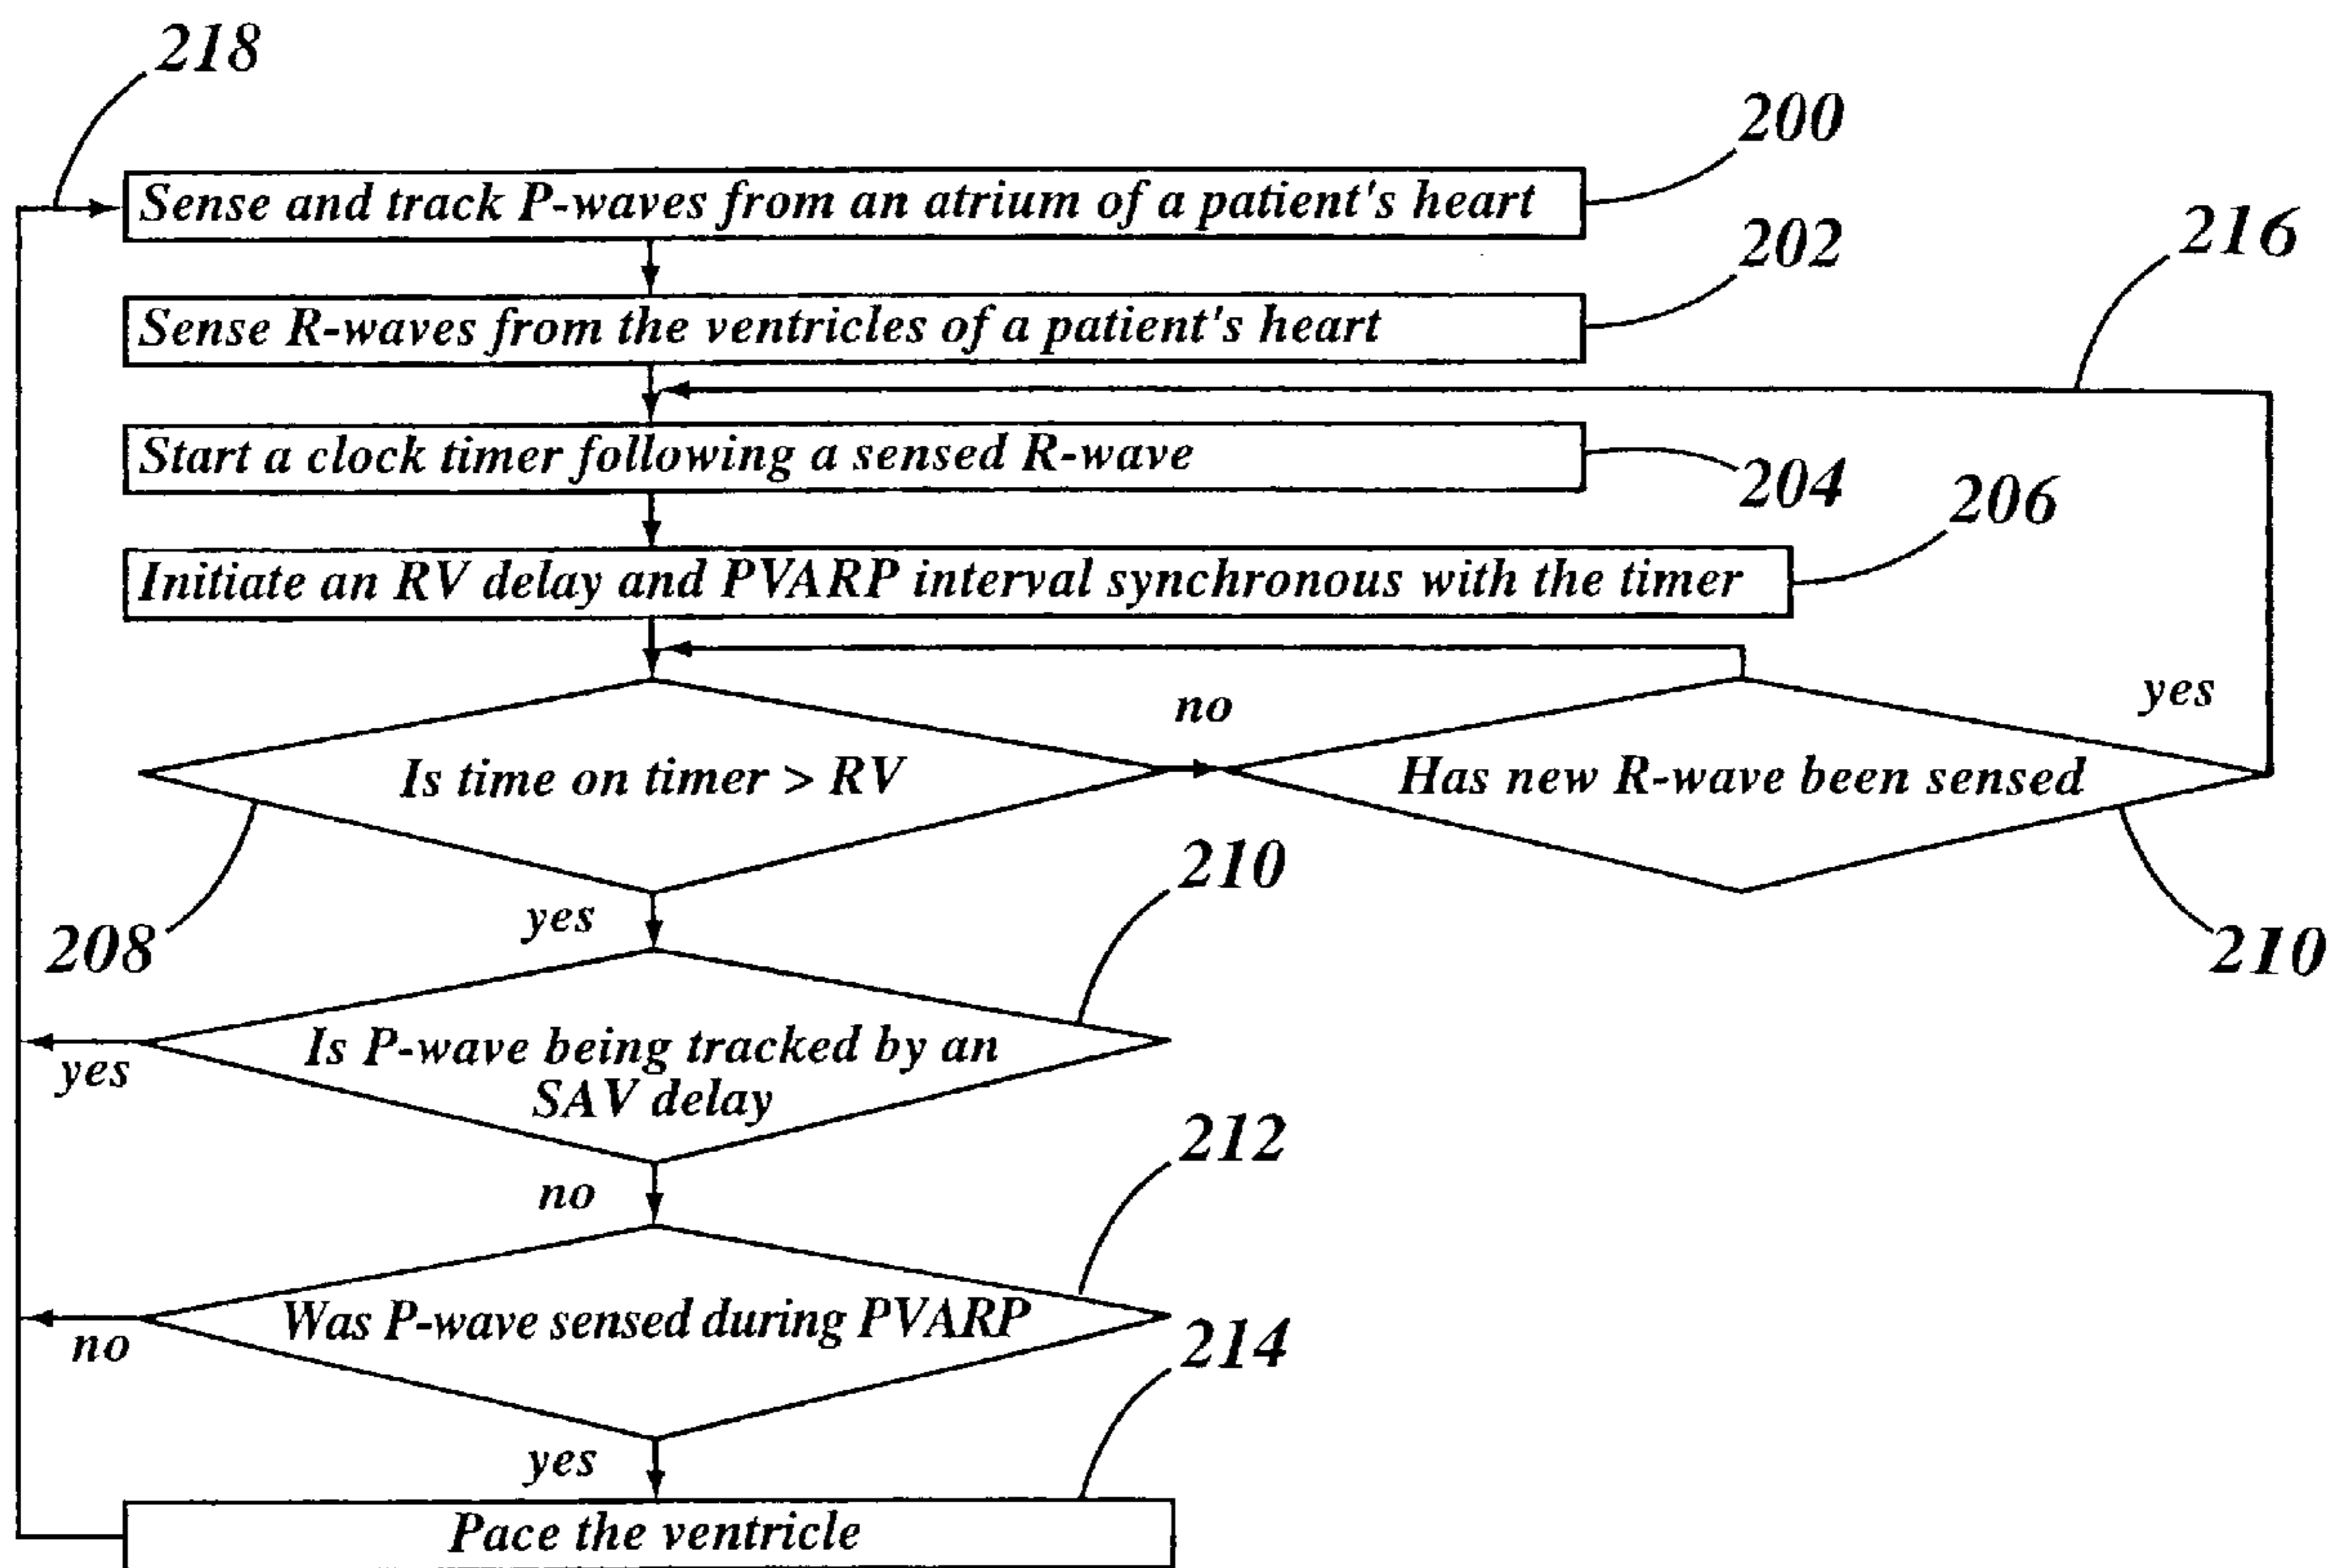 218
200
Sense and track P-waves from an atrium of a patient's heart
202
216
Sense R-waves from the ventricles of a patient's heart
Start a clock timer following a sensed R-wave
204
206
Initiate an RV delay and PVARP interval synchronous with the timer
no
yes
Is time on timer > RV
Has new R-wave been sensed
210
yes
208
210
Is P-wave being tracked by an
SAV delay
yes
212
no
Was P-wave sensed during PVARP
214
no
yes
Pace the ventricle